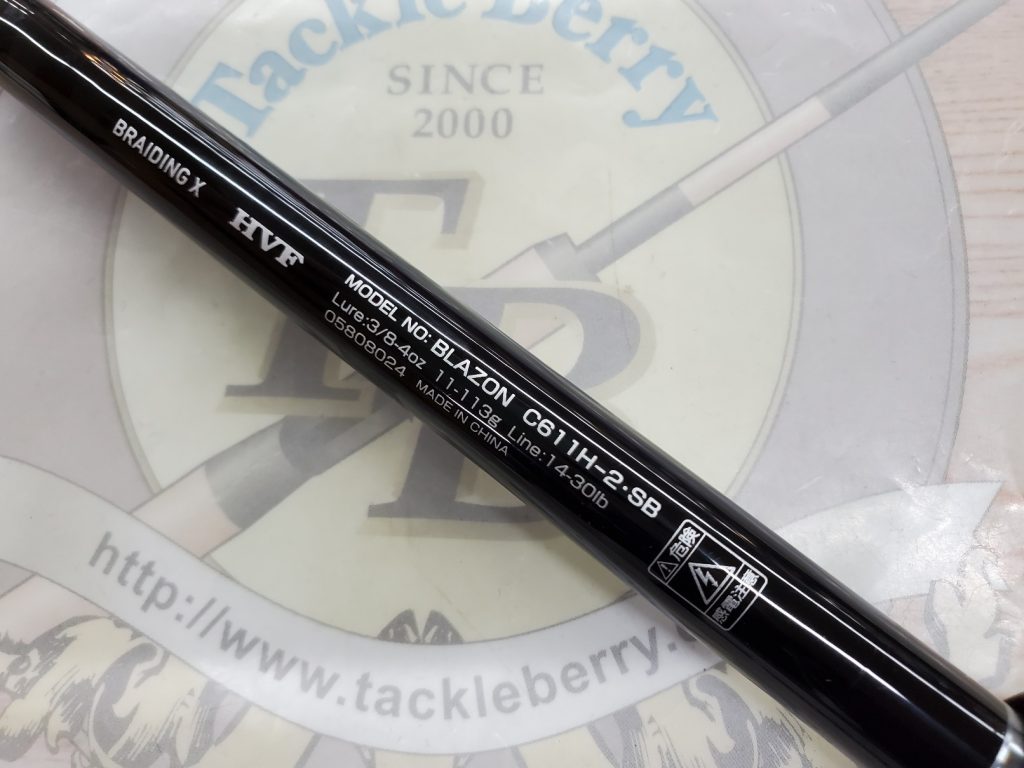 Tackle Berry
SINCE
2000
BRAIDING X
HVF
MODEL NO: BLAZON C611H-2・SB
Lure:3/8-4oz 11-113g Line:14-30lb
05808024 MADE IN CHINA
危険
感電注意
TB
http://www.tackleberry.c